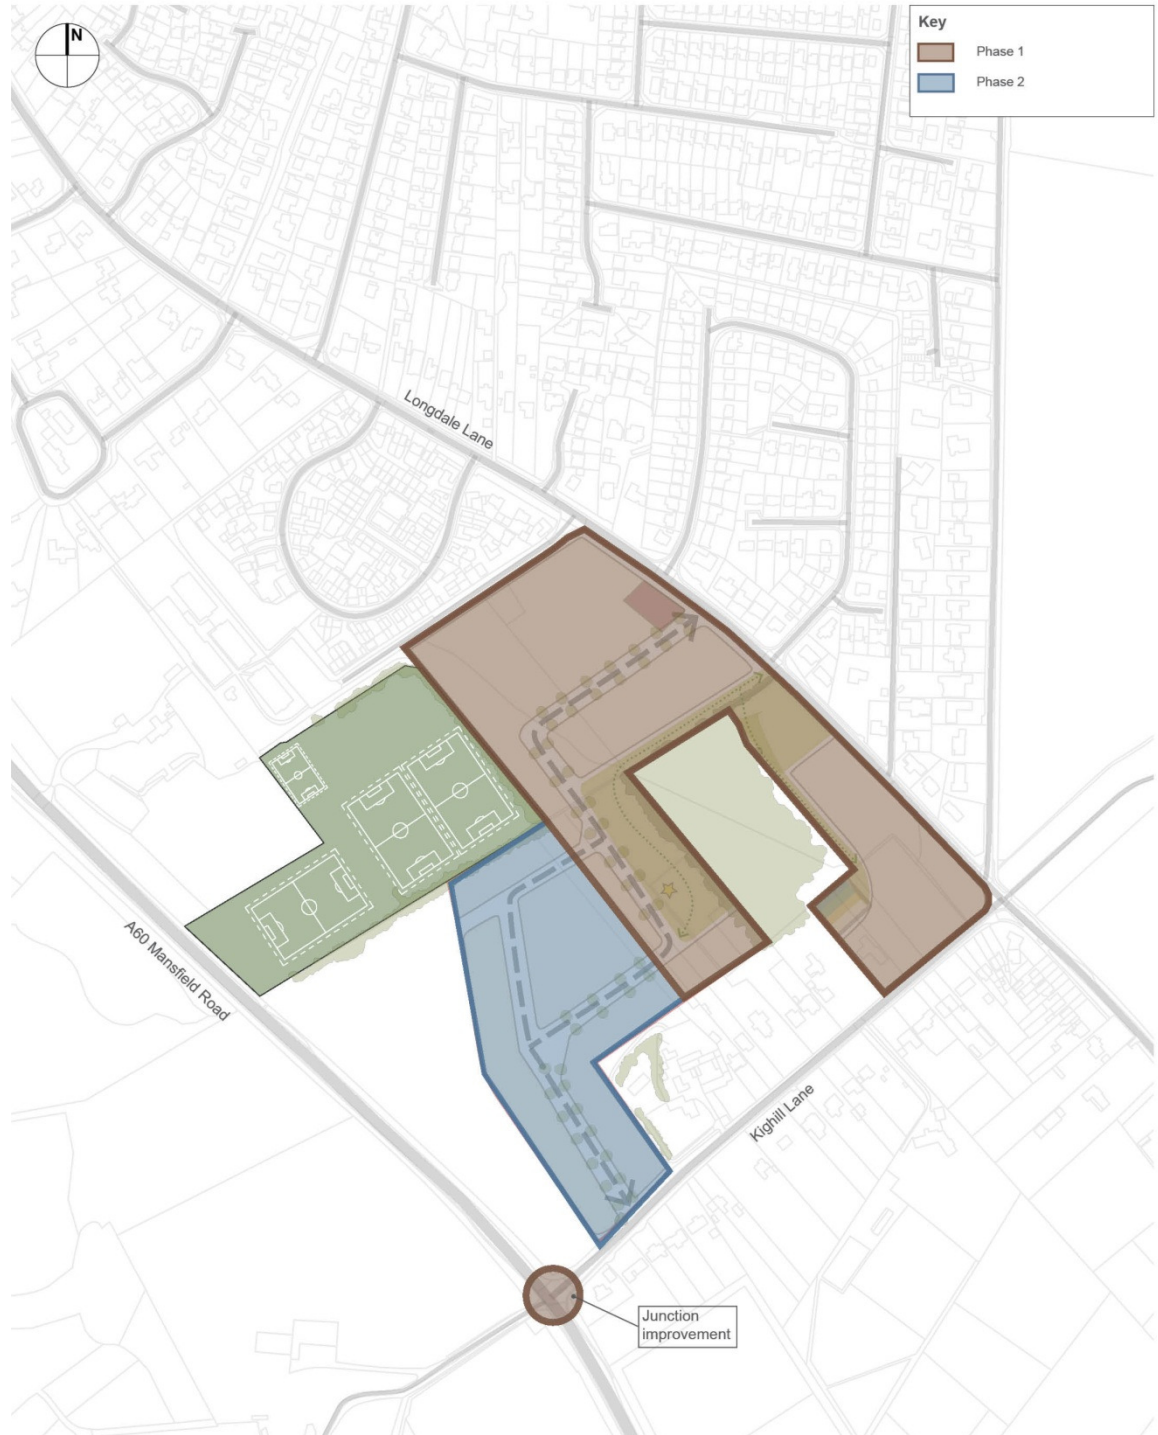 N
Key
Phase 1
Phase 2
Longdale Lane
A60 Mansfield Road
Kighill Lane
Junction
improvement